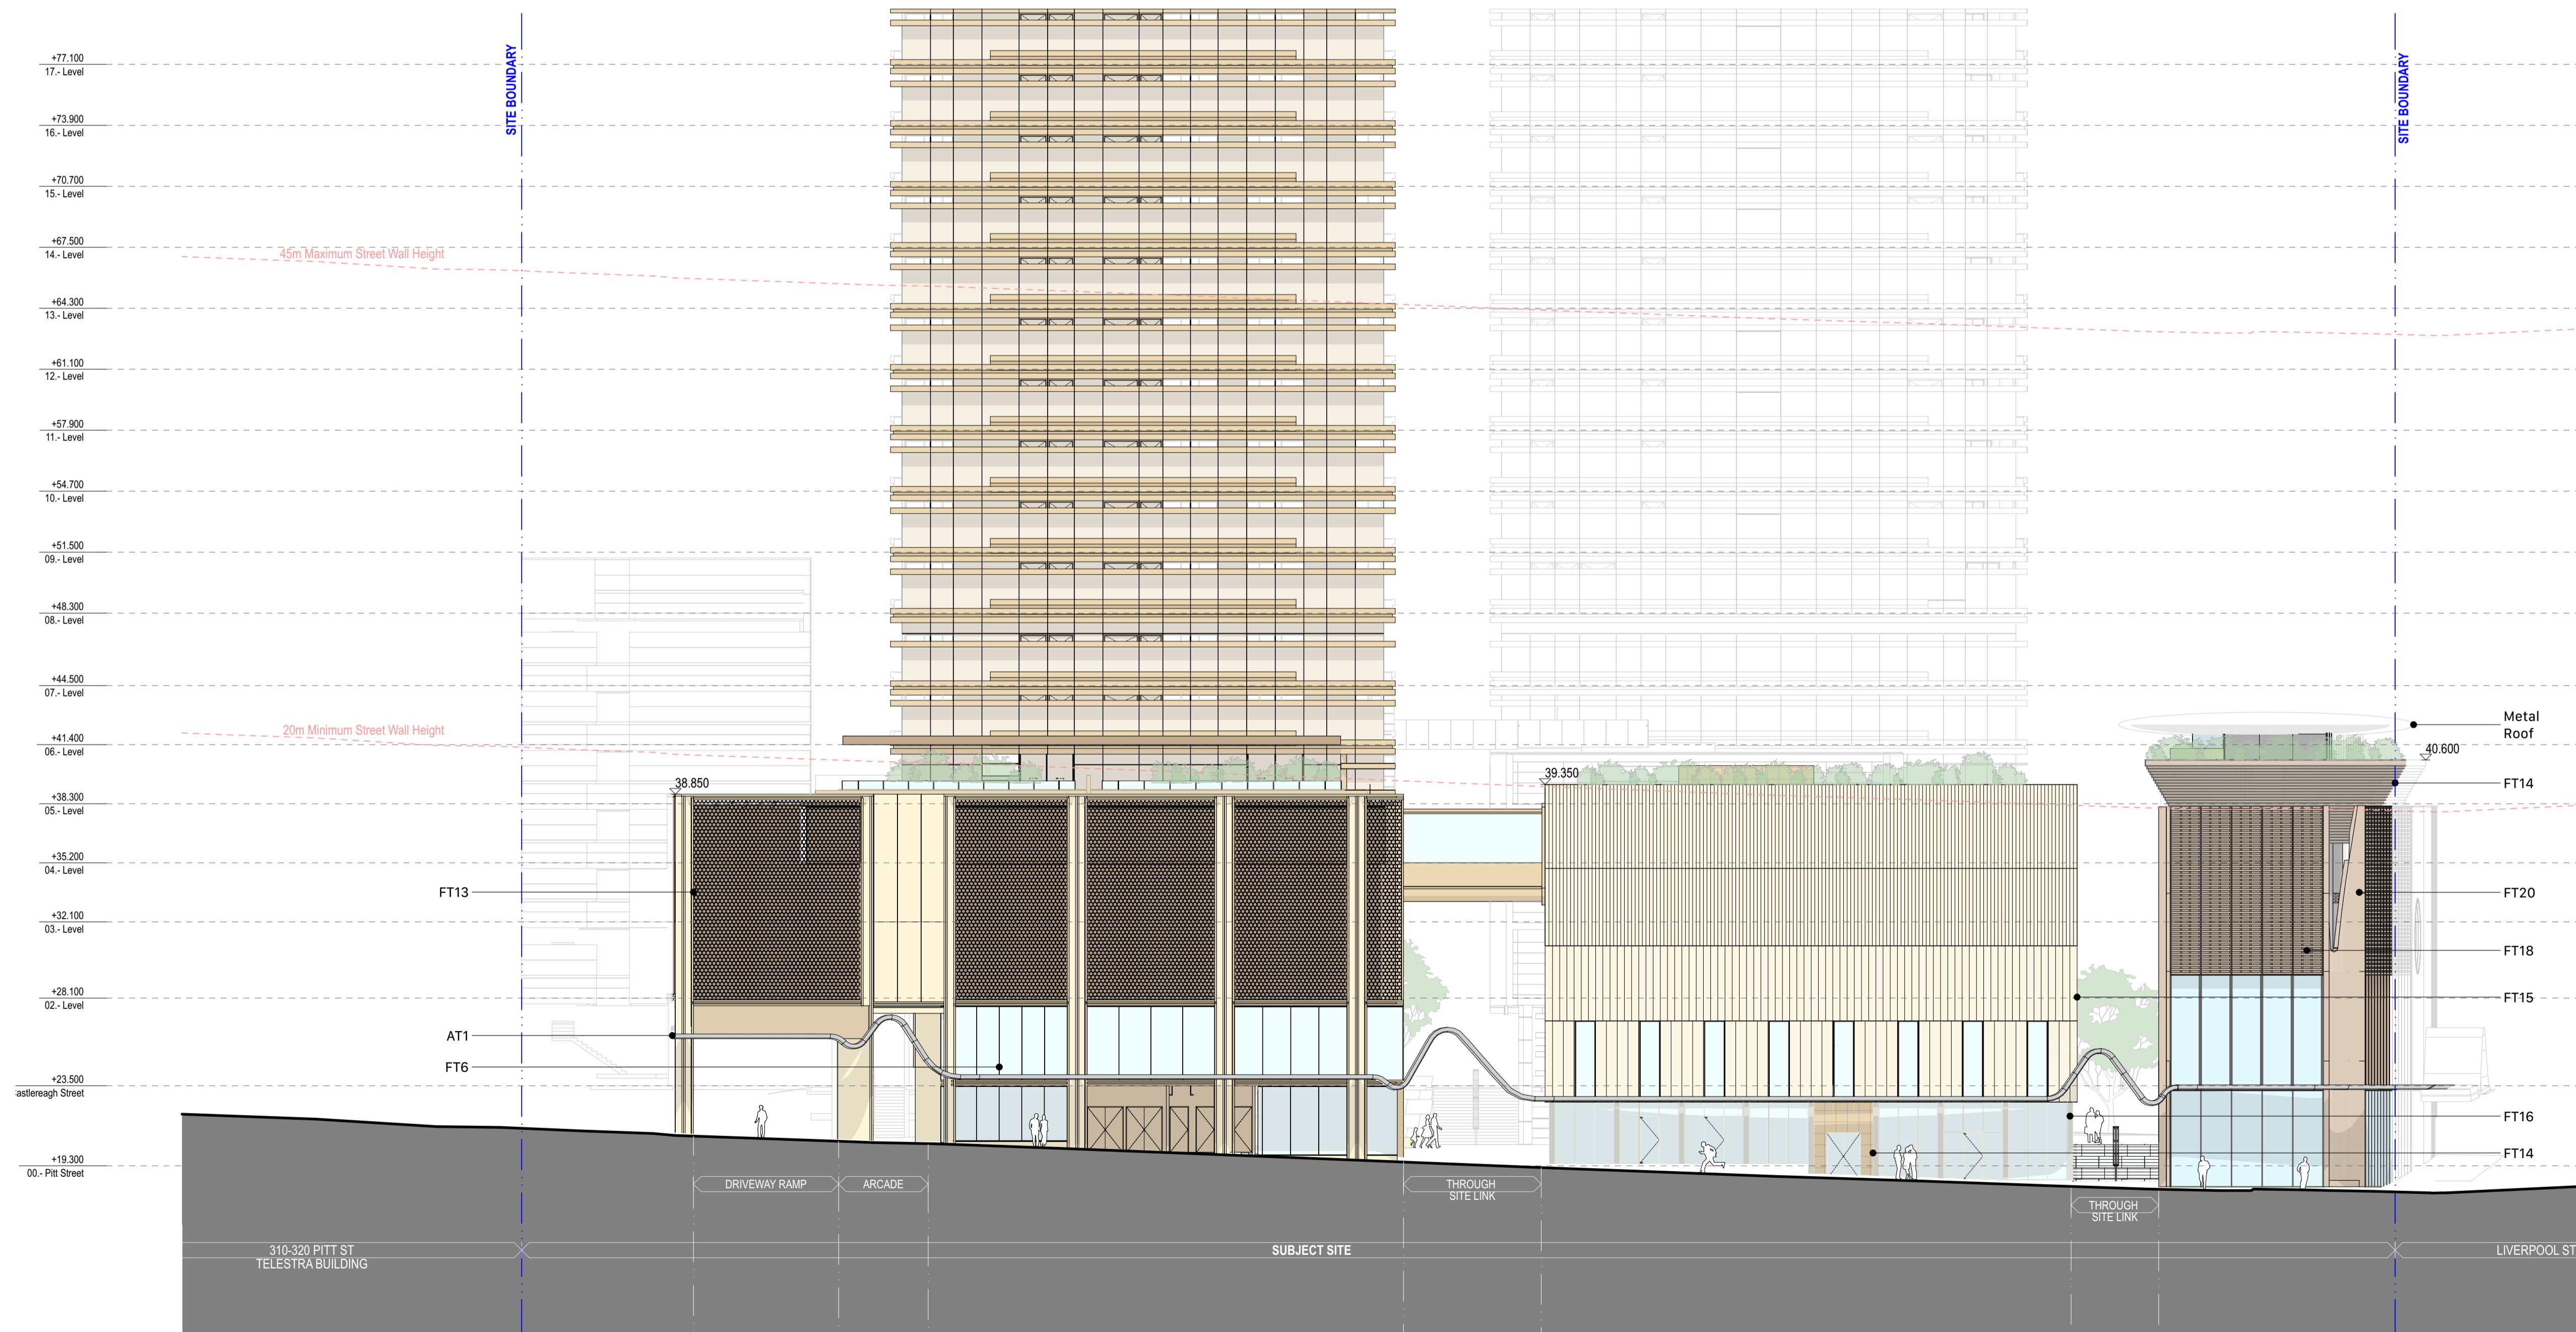 SITE BOUNDARY
SITE BOUNDARY
+77.100
17.- Level
+73.900
16.- Level
+70.700
15.- Level
+67.500
14.- Level
45m Maximum Street Wall Height
+64.300
13.- Level
+61.100
12.- Level
+57.900
11.- Level
+54.700
10.- Level
+51.500
09.- Level
+48.300
08.- Level
+44.500
07.- Level
20m Minimum Street Wall Height
+41.400
06.- Level
Metal
Roof
40.600
38.850
39.350
FT14
+38.300
05.- Level
+35.200
04.- Level
FT13
FT20
+32.100
03.- Level
FT18
+28.100
02.- Level
FT15
AT1
FT6
+23.500
astlereagh Street
FT16
FT14
+19.300
00.- Pitt Street
DRIVEWAY RAMP
ARCADE
THROUGH
SITE LINK
THROUGH
SITE LINK
310-320 PITT ST
TELESTRA BUILDING
SUBJECT SITE
LIVERPOOL ST